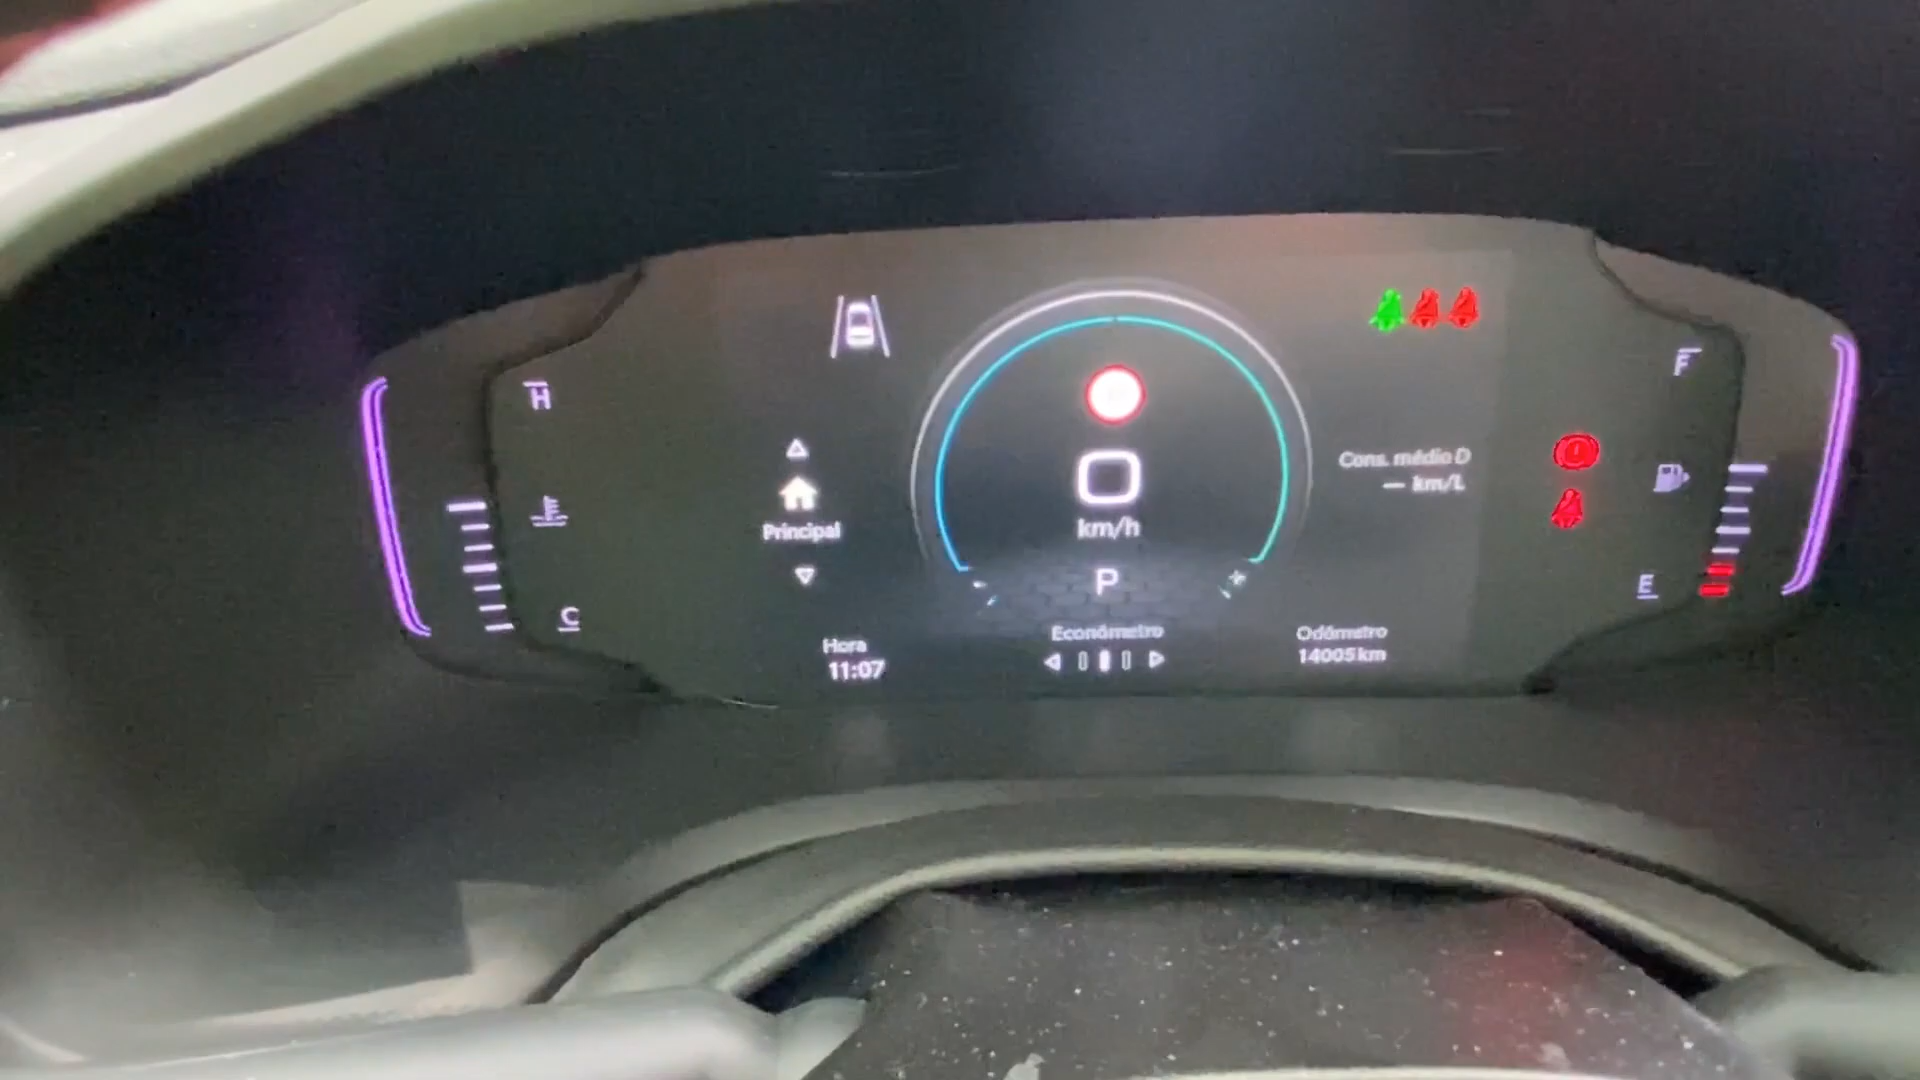 H
F
Cons. médio D
-- km/L
0
Principal
km/h
P
E
C
Econômetro
Odômetro
14005 km
Hora
11:07